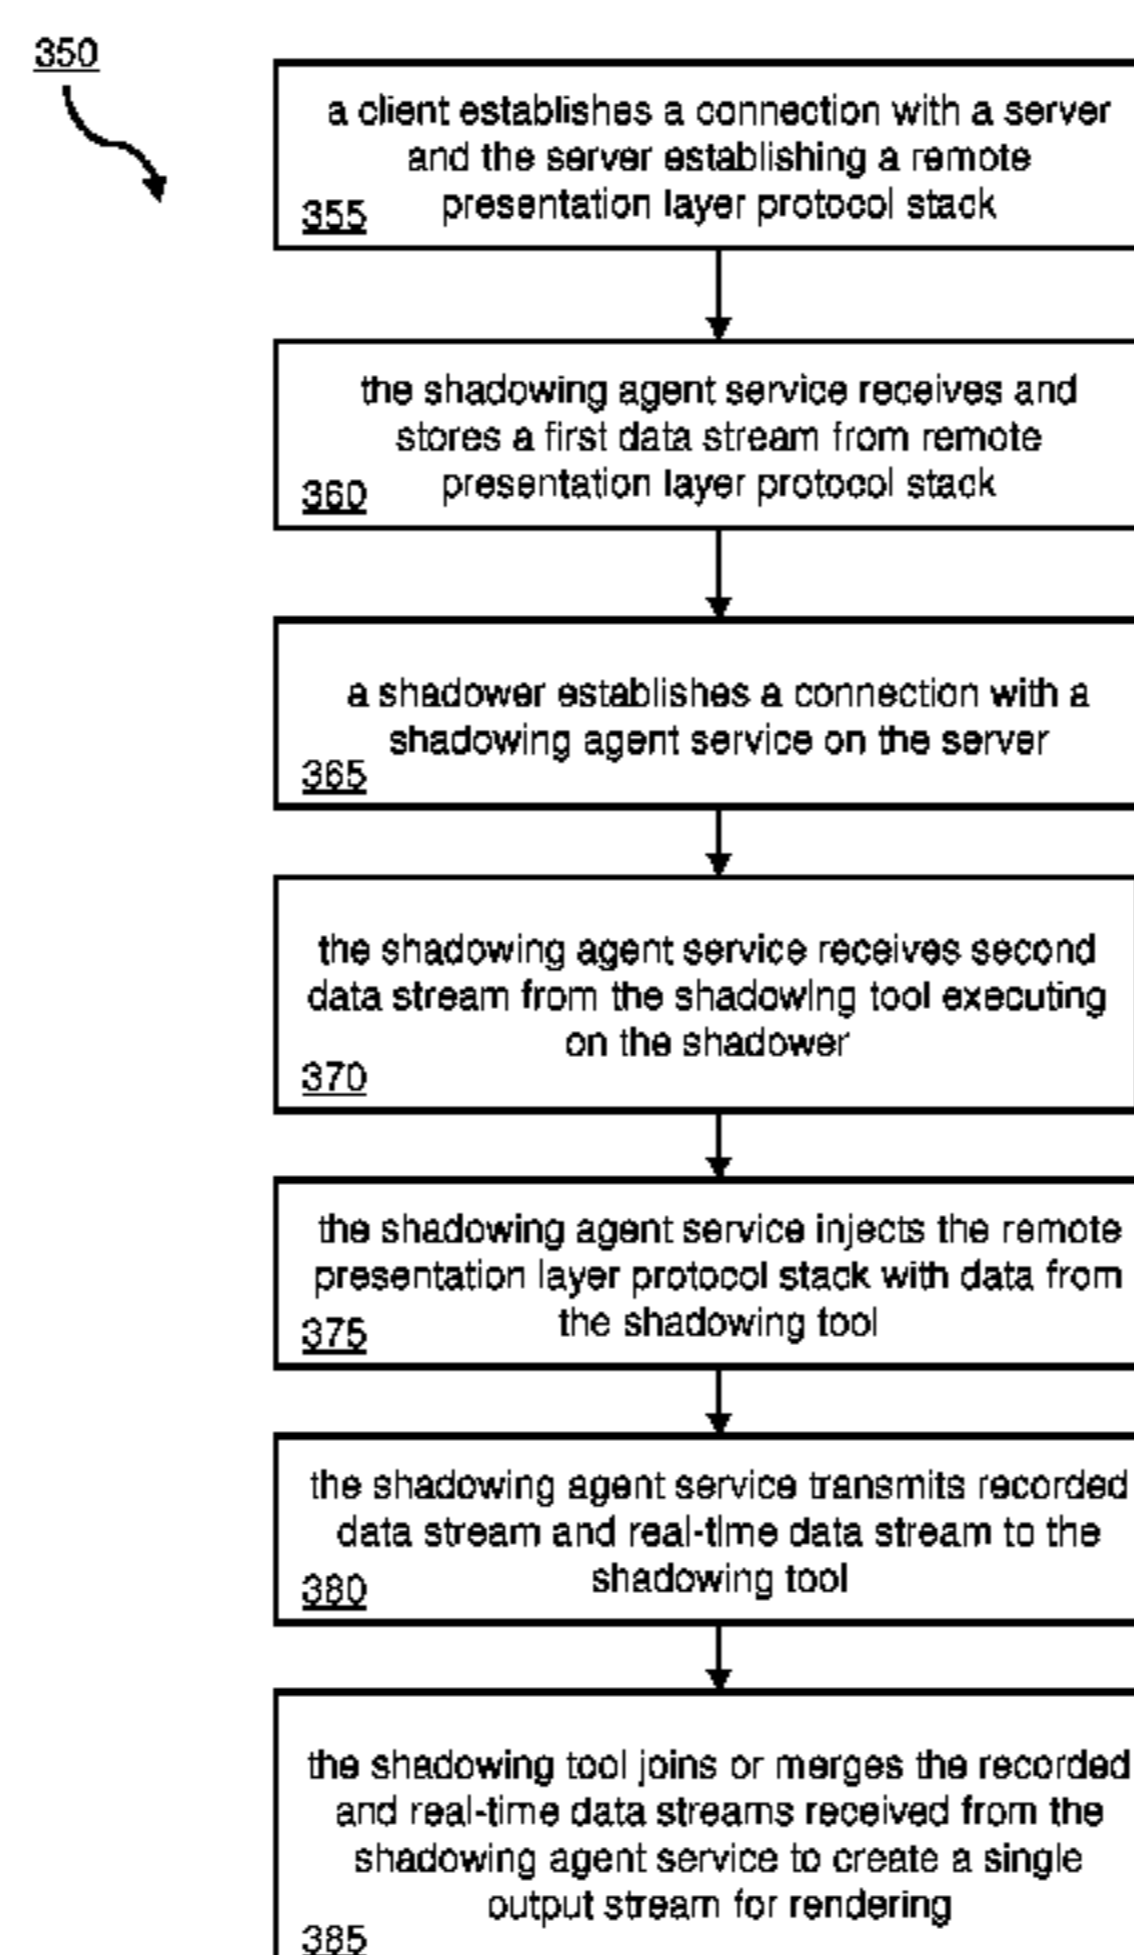 350
a client establishes a connection with a server
and the server establishing a remote
presentation layer protocol stack
355
the shadowing agent service receives and
stores a first data stream from remote
presentation layer protocol stack
360
a shadower establishes a connection with a
shadowing agent service on the server
365
the shadowing agent service receives second
data stream from the shadowing tool executing
on the shadower
370
the shadowing agent service injects the remote
presentation layer protocol stack with data from
the shadowing tool
375
the shadowing agent service transmits recorded
data stream and real-time data stream to the
shadowing tool
380
the shadowing tool joins or merges the recorded
and real-time data streams received from the
shadowing agent service to create a single
output stream for rendering
385